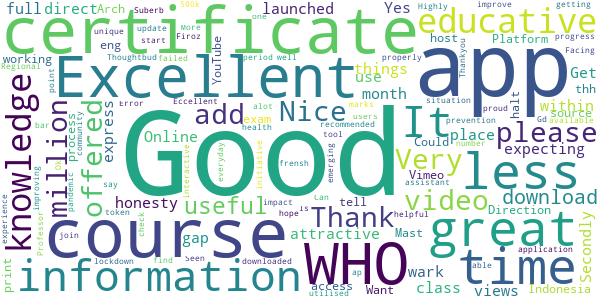 full direct Arch Suberb launched Yes 500k educative
certificate eng More Firoz update start unique one Highly improve getting
working Thoughtbud failed YouTube period well host Platform progress
Regional Excellent things use month Thankyou Facing properly Get
app situation proud thh
point Error Eccellent alot marks users halt within
knowledge million offered express add Nice It please source
bar community process Online exam health recommended tool Could prevention Gd available
Ok place number expecting
Good Very less
improving pandemic honesty useful Thank video Vimeo download
everyday initiative interactive emerging frensh assistant
experience Professor say tell Can helpful Direction Secondly
course gap attractive is Mast great
join token check impact hope WHO wark able application
print lockdown find Seen access ap class views time
information downloaded utilised Want Indonesia